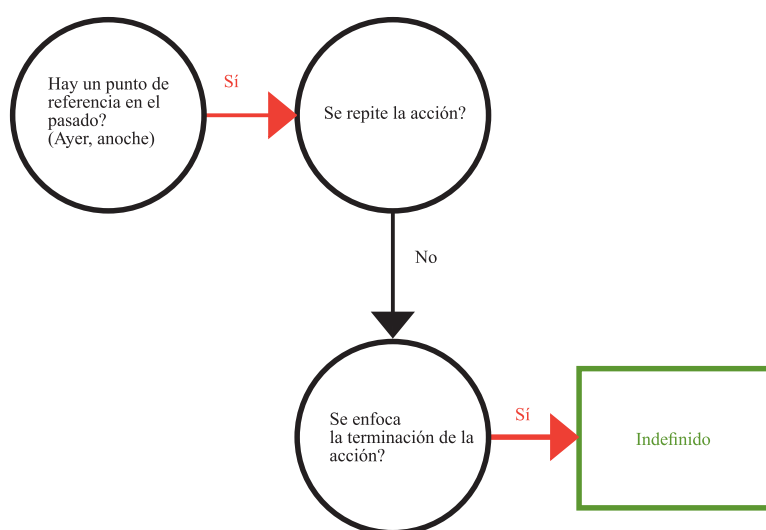 Hay un punto de
referencia en el
pasado?
(Ayer, anoche)
Sí
Se repite la acción?
No
Se enfoca
la terminación de la
acción?
Sí
Indefinido